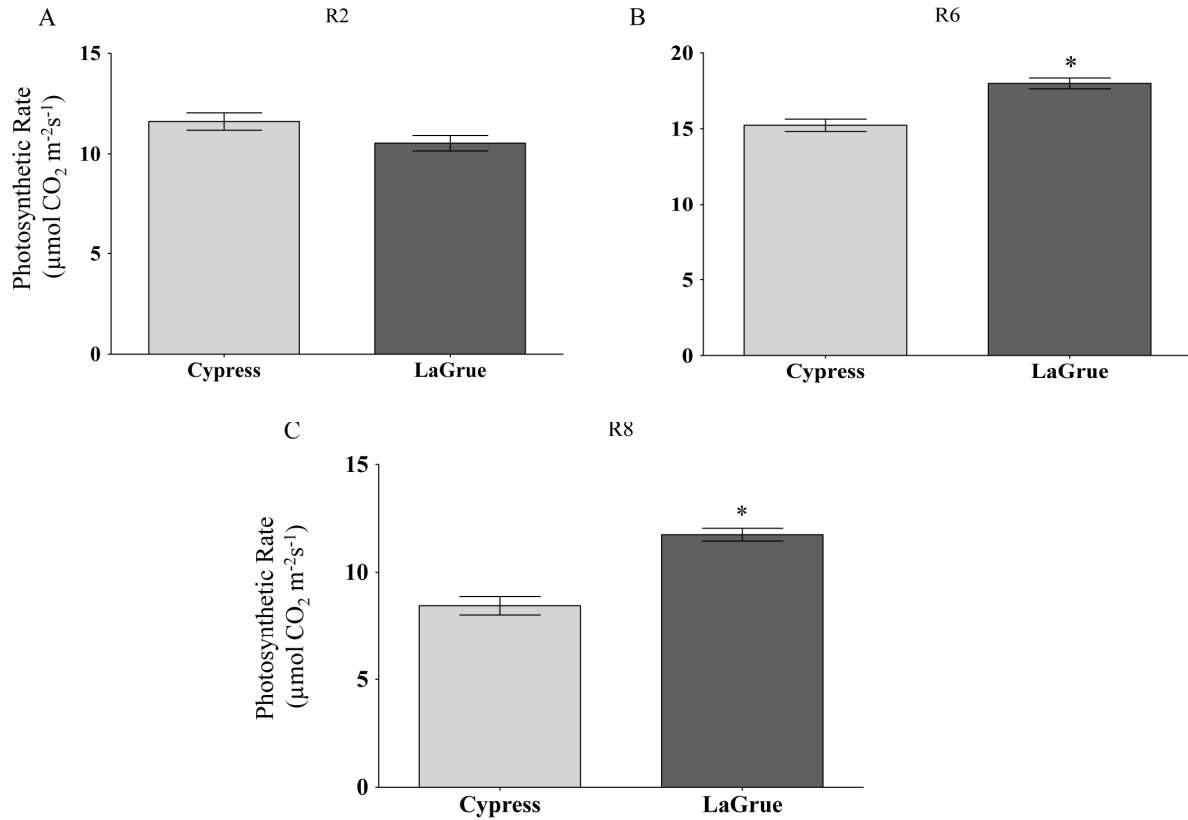 A
R2
15
10
5
0
Photosynthetic Rate
(µmol CO₂ m⁻²s⁻¹)
Cypress LaGrue
B
R6
20
15
10
5
0
*
Cypress LaGrue
C
R8
15
10
5
0
Photosynthetic Rate
(µmol CO₂ m⁻²s⁻¹)
*
Cypress LaGrue